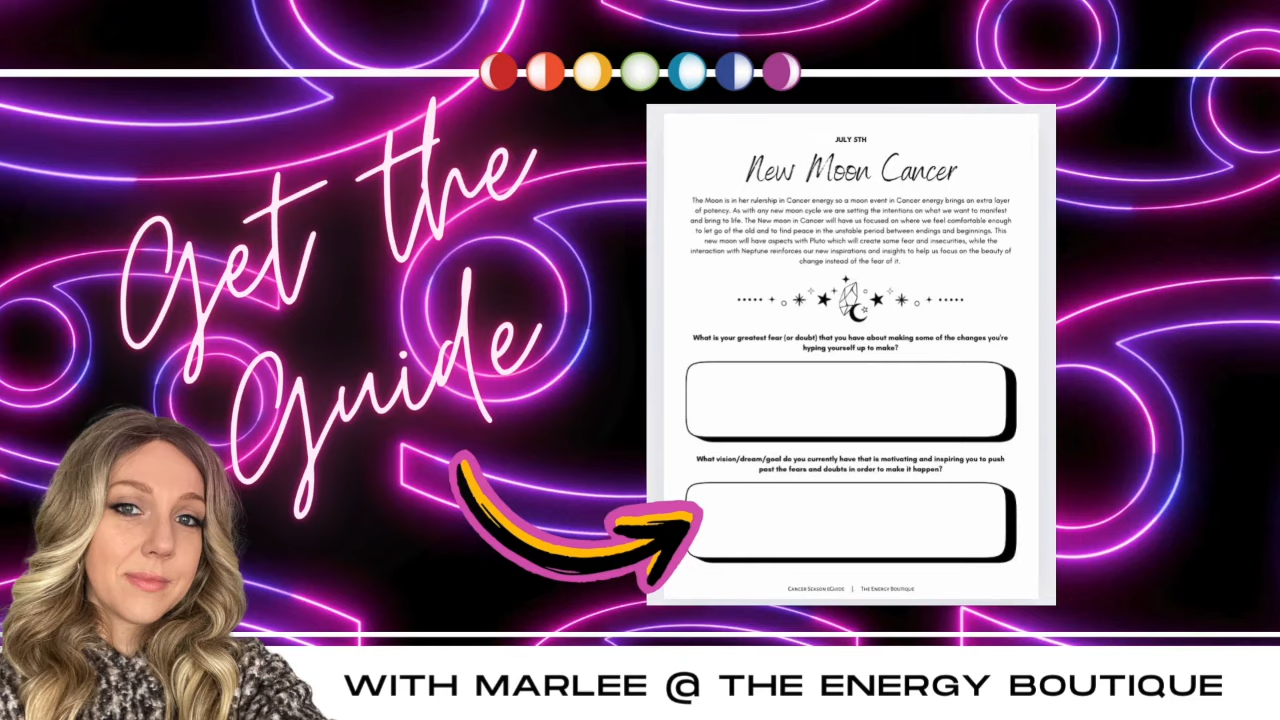 Get the
Guide
JULY 5TH
New Moon Cancer
The Moon is in her rulership in Cancer energy so a moon event in Cancer energy brings an extra layer
of potency. As with any new moon cycle we are setting the intentions on what we want to manifest
and bring to life. The New moon in Cancer will have us focused on where we feel comfortable enough
to let go of the old and to find peace in the unstable period between endings and beginnings. This
new moon will have aspects with Pluto which will create some fear and insecurities, while the
interaction with Neptune reinforces our new inspirations and insights to help us focus on the beauty of
change instead of the fear of it.
What is your greatest fear (or doubt) that you have about making some of the changes you're
hyping yourself up to make?
What vision/dream/goal do you currently have that is motivating and inspiring you to push
past the fears and doubts in order to make it happen?
Cancer Season eGuide | The Energy Boutique
WITH MARLEE @ THE ENERGY BOUTIQUE